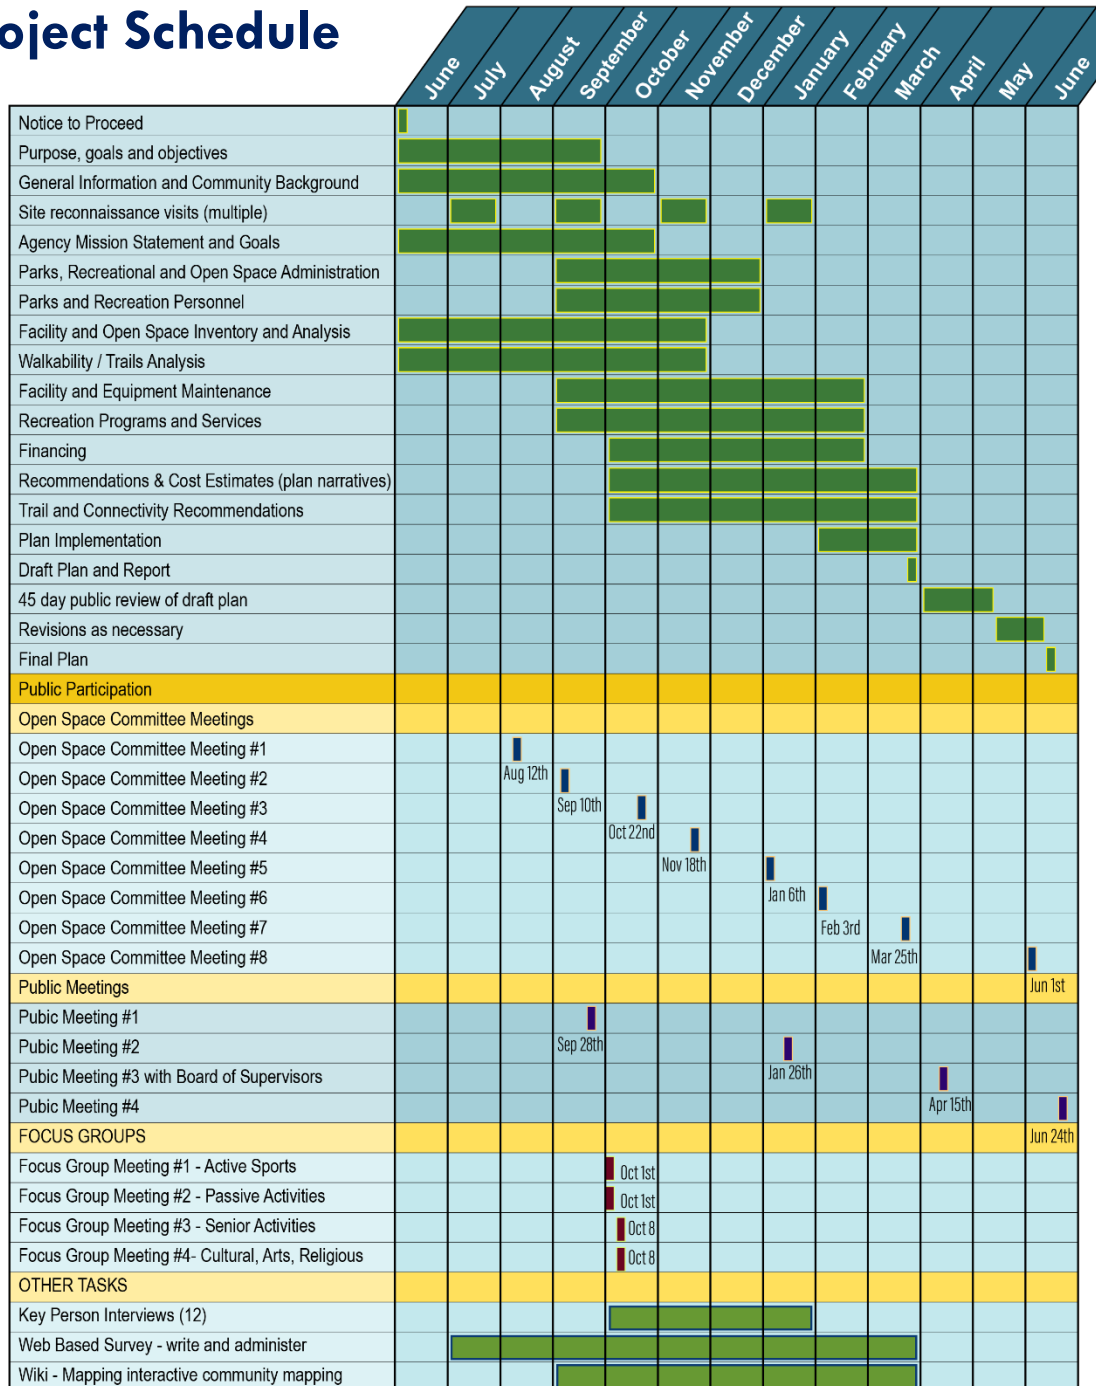 oject Schedule
June
July
August
September
October
November
December
January
February
March
April
May
June
Notice to Proceed
Purpose, goals and objectives
General Information and Community Background
Site reconnaissance visits (multiple)
Agency Mission Statement and Goals
Parks, Recreational and Open Space Administration
Parks and Recreation Personnel
Facility and Open Space Inventory and Analysis
Walkability / Trails Analysis
Facility and Equipment Maintenance
Recreation Programs and Services
Financing
Recommendations & Cost Estimates (plan narratives)
Trail and Connectivity Recommendations
Plan Implementation
Draft Plan and Report
45 day public review of draft plan
Revisions as necessary
Final Plan
Public Participation
Open Space Committee Meetings
Open Space Committee Meeting #1
Aug 12th
Open Space Committee Meeting #2
Sep 10th
Open Space Committee Meeting #3
Oct 22nd
Open Space Committee Meeting #4
Nov 18th
Open Space Committee Meeting #5
Jan 6th
Open Space Committee Meeting #6
Feb 3rd
Open Space Committee Meeting #7
Mar 25th
Open Space Committee Meeting #8
Jun 1st
Public Meetings
Pubic Meeting #1
Sep 28th
Pubic Meeting #2
Jan 26th
Pubic Meeting #3 with Board of Supervisors
Apr 15th
Pubic Meeting #4
Jun 24th
FOCUS GROUPS
Focus Group Meeting #1 - Active Sports Oct 1st
Focus Group Meeting #2 - Passive Activities Oct 1st
Focus Group Meeting #3 - Senior Activities Oct 8
Focus Group Meeting #4- Cultural, Arts, Religious Oct 8
OTHER TASKS
Key Person Interviews (12)
Web Based Survey - write and administer
Wiki - Mapping interactive community mapping